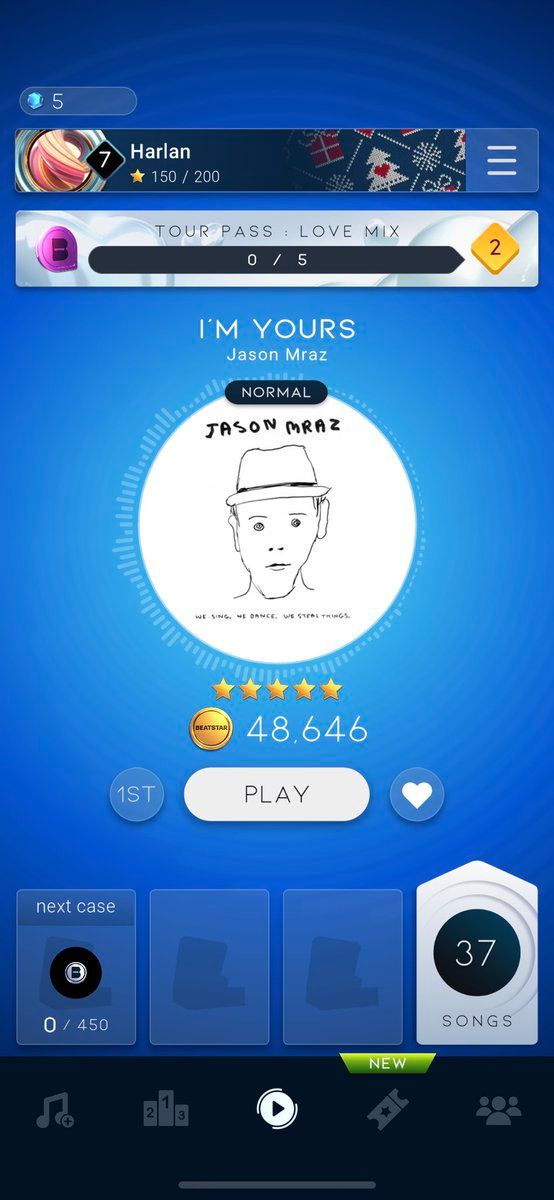 5
7
Harlan
150 / 200
TOUR PASS : LOVE MIX
B
0 / 5
2
I'M YOURS
Jason Mraz
NORMAL
JASON MRAZ
WE SING. WE DANCE. WE STEAL THINGS.
BEATSTAR
48,646
1ST
PLAY
next case
B
0 / 450
37
SONGS
NEW
2 1 3